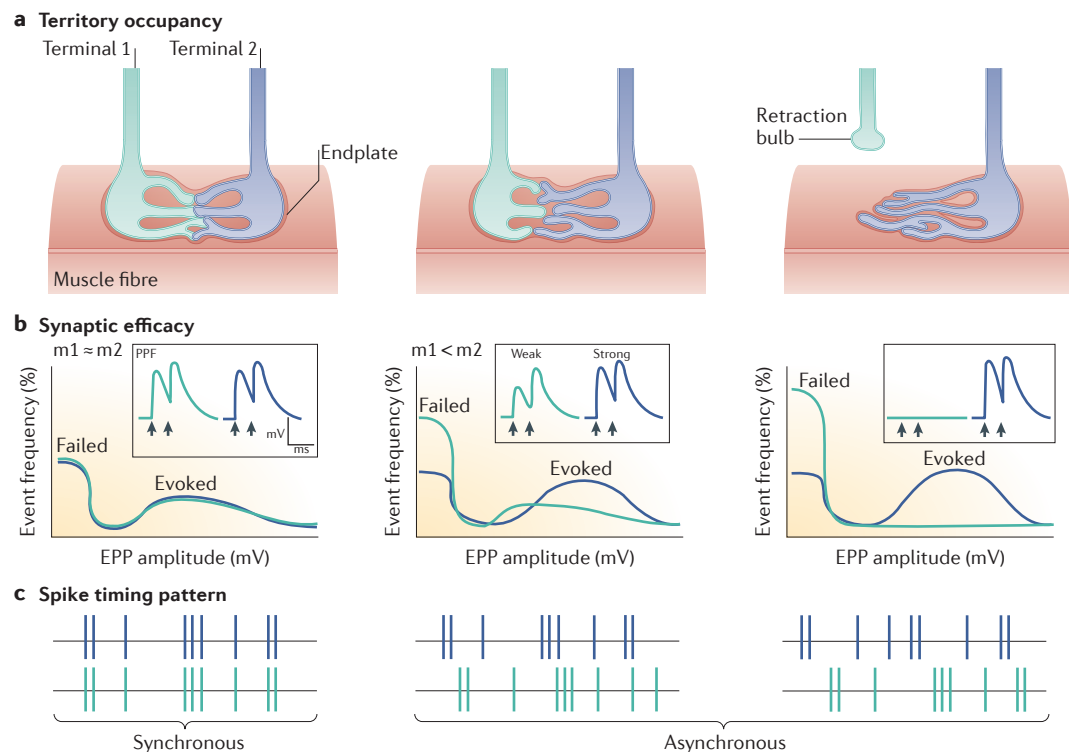 a Territory occupancy
Terminal 1 Terminal 2
Endplate
Retraction
bulb
Muscle fibre
b Synaptic efficacy
m1 ≈ m2
PPF
mV
ms
Failed
Evoked
Event frequency (%)
EPP amplitude (mV)
m1 < m2
Weak
Strong
Failed
Evoked
Event frequency (%)
EPP amplitude (mV)
Failed
Evoked
Event frequency (%)
EPP amplitude (mV)
c Spike timing pattern
Synchronous
Asynchronous